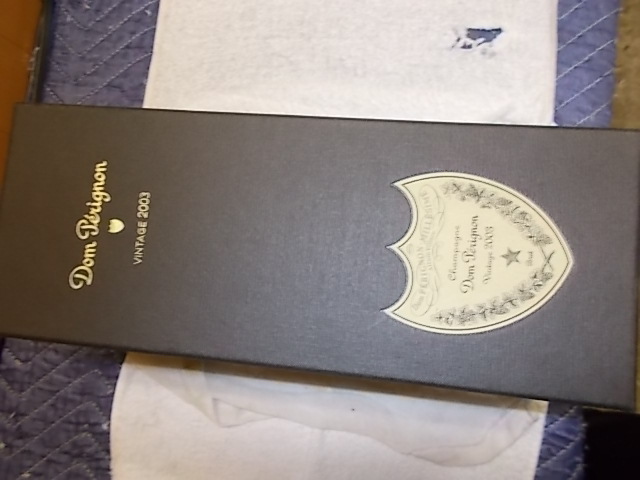 Dom Pérignon
VINTAGE 2003
Champagne
Dom Pérignon
Vintage 2003
Brut